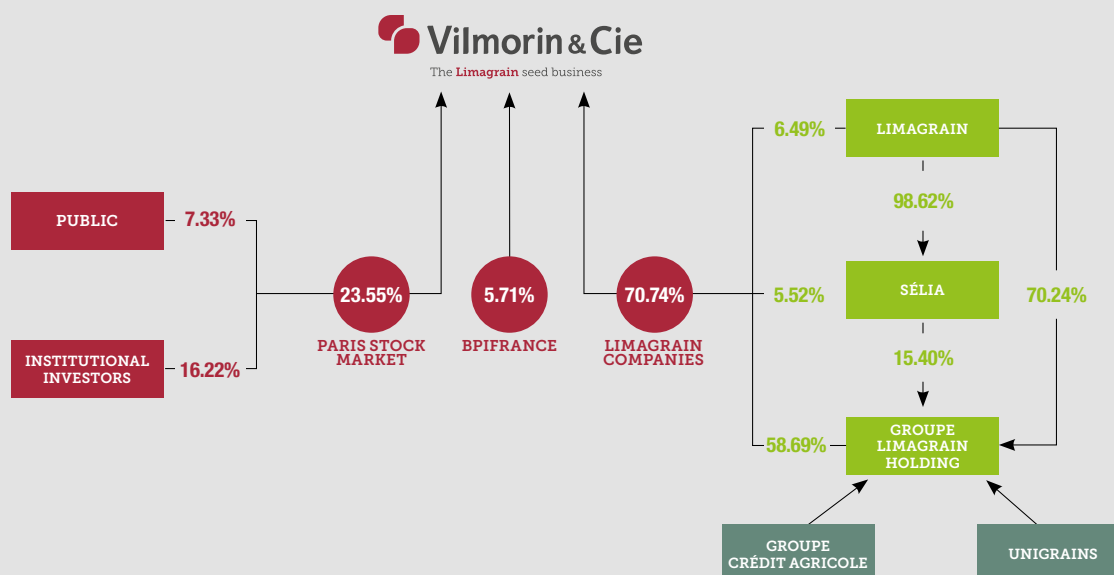 Vilmorin & Cie
The Limagrain seed business
PUBLIC
7.33%
INSTITUTIONAL
INVESTORS
16.22%
23.55%
PARIS STOCK
MARKET
5.71%
BPIFRANCE
70.74%
LIMAGRAIN
COMPANIES
6.49%
LIMAGRAIN
98.62%
5.52%
SÉLIA
70.24%
15.40%
58.69%
GROUPE
LIMAGRAIN
HOLDING
GROUPE
CRÉDIT AGRICOLE
UNIGRAINS